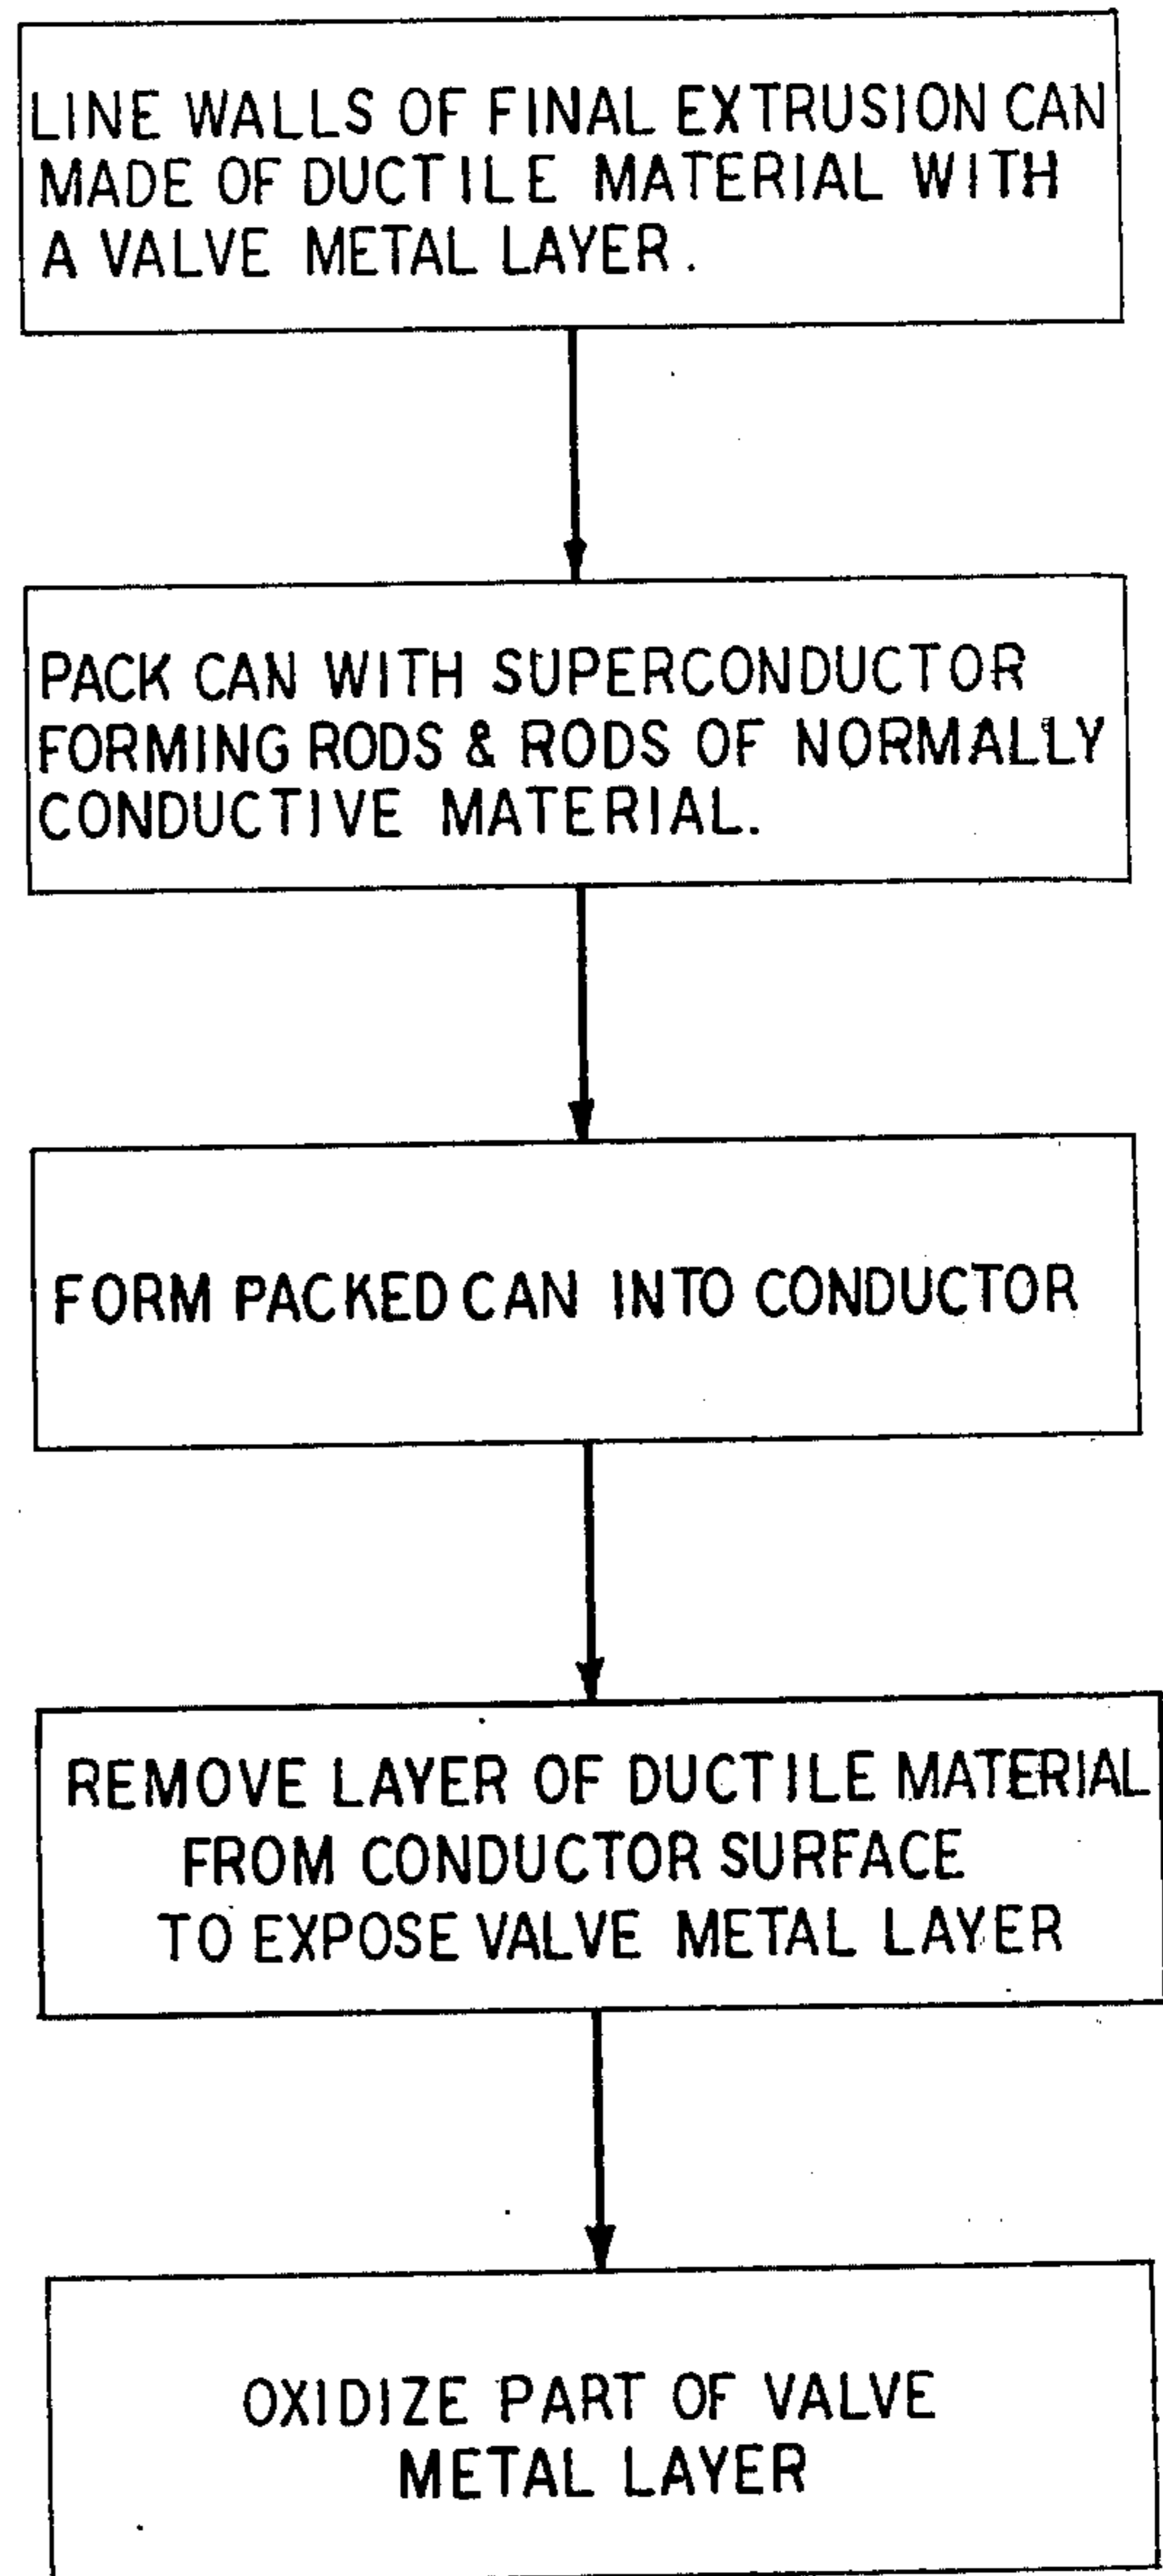 LINE WALLS OF FINAL EXTRUSION CAN
MADE OF DUCTILE MATERIAL WITH
A VALVE METAL LAYER.
PACK CAN WITH SUPERCONDUCTOR
FORMING RODS & RODS OF NORMALLY
CONDUCTIVE MATERIAL.
FORM PACKED CAN INTO CONDUCTOR
REMOVE LAYER OF DUCTILE MATERIAL
FROM CONDUCTOR SURFACE
TO EXPOSE VALVE METAL LAYER
OXIDIZE PART OF VALVE
METAL LAYER